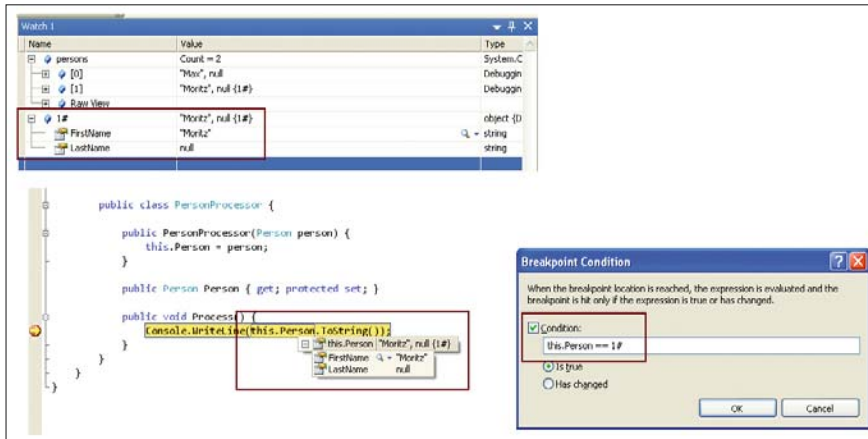 Watch 1
Name Value Type
persons Count = 2 System.C
[0] "Max", null Debuggin
[1] "Moritz", null {1#} Debuggin
Raw View
1# "Moritz", null {1#} object {D
FirstName "Moritz" string
LastName null string
public class PersonProcessor {
public PersonProcessor(Person person) {
this.Person = person;
}
public Person Person { get; protected set; }
public void Process() {
Console.WriteLine(this.Person.ToString());
this.Person "Moritz", null {1#}
FirstName "Moritz"
LastName null
}
}
}
}
Breakpoint Condition
When the breakpoint location is reached, the expression is evaluated and the
breakpoint is hit only if the expression is true or has changed.
Condition:
this.Person == 1#
Is true
Has changed
OK Cancel